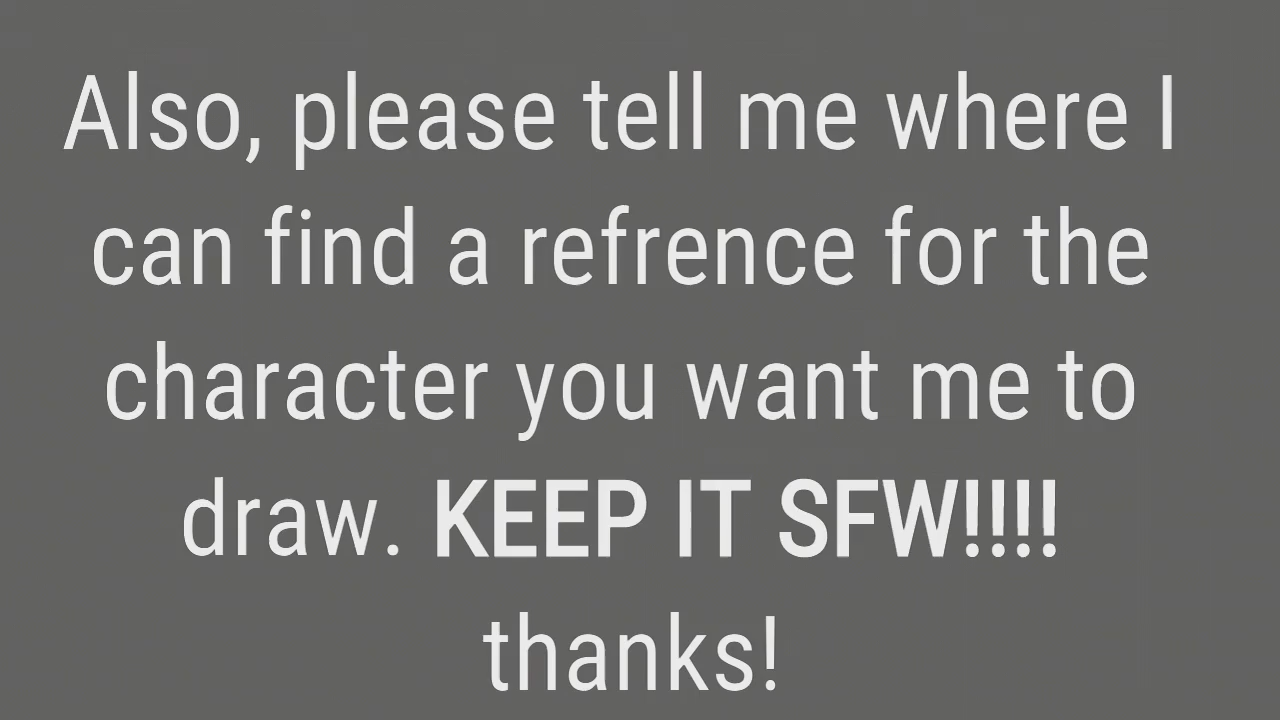 Also, please tell me where I
can find a refrence for the
character you want me to
draw. KEEP IT SFW!!!!
thanks!